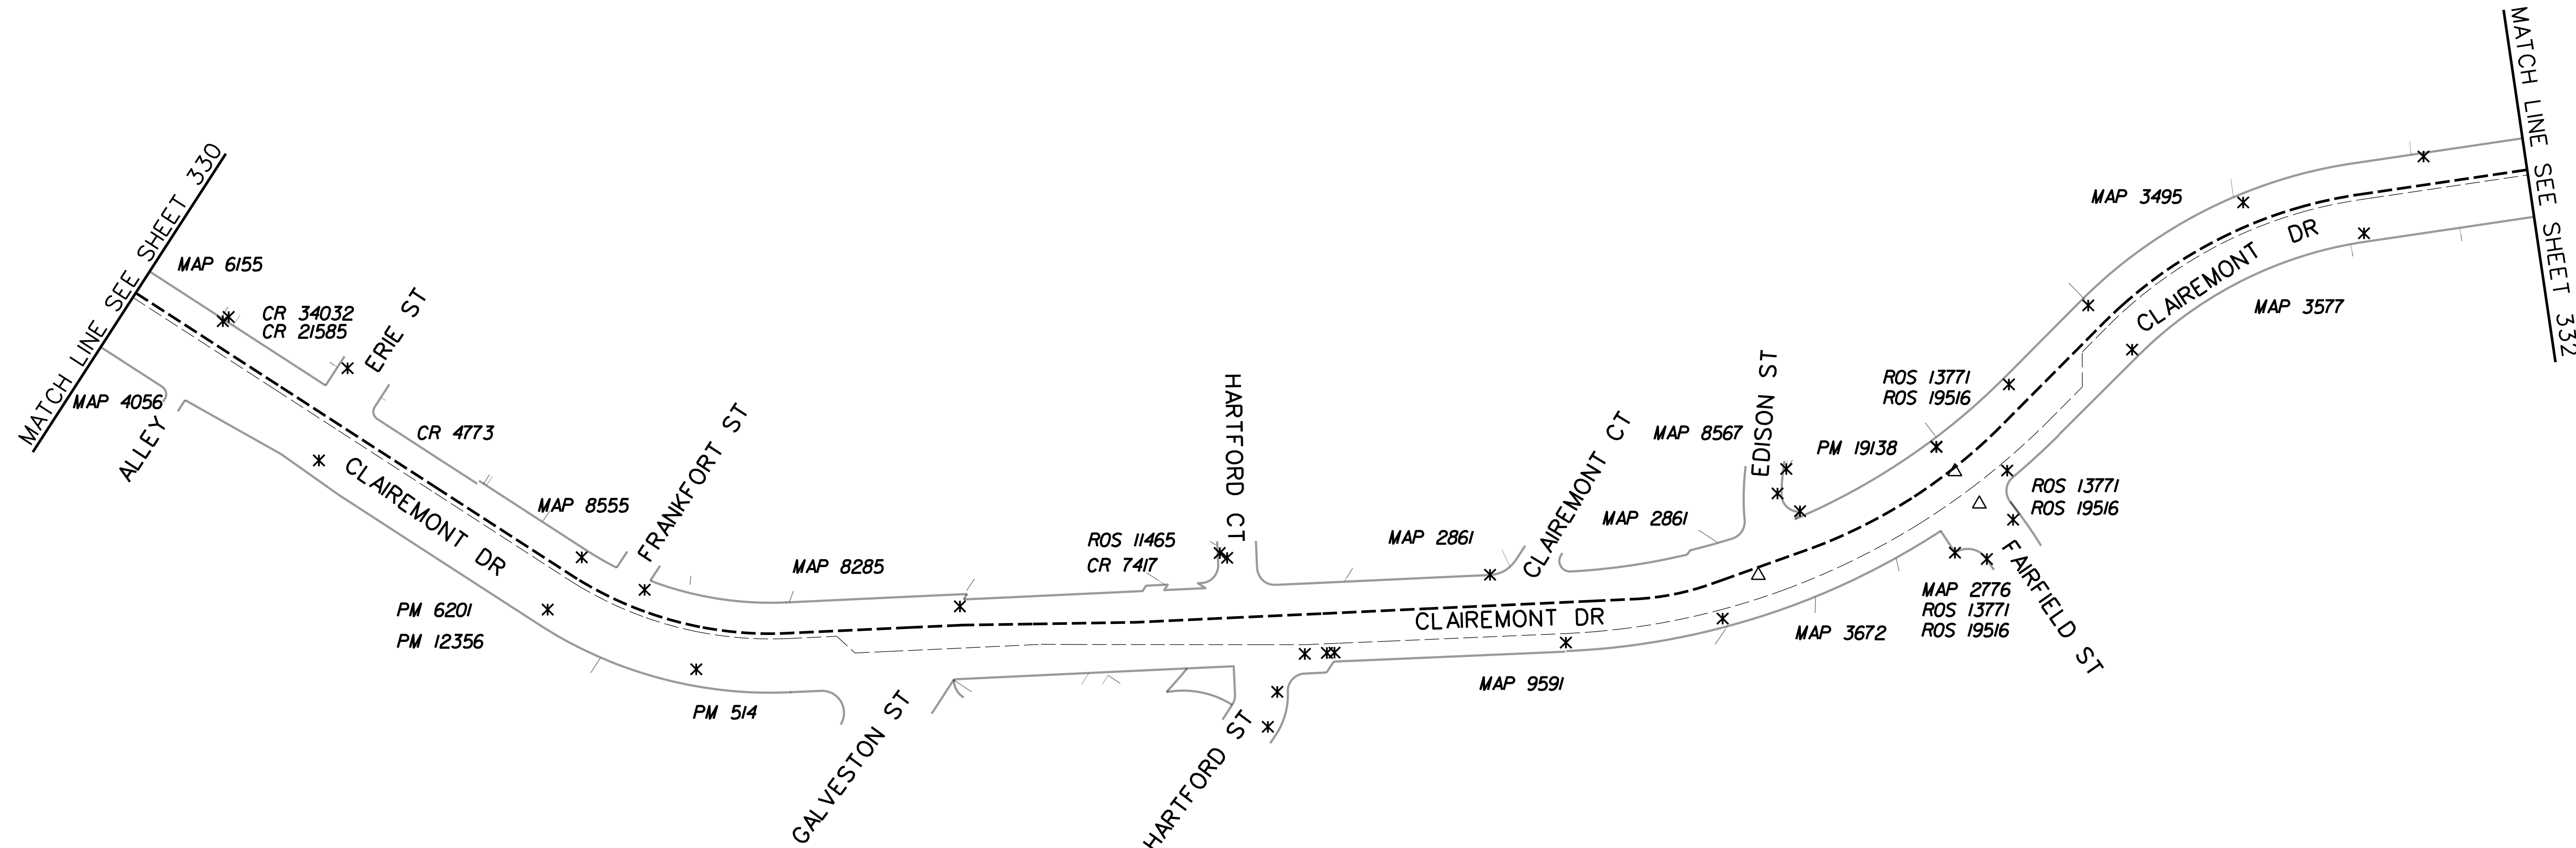 MATCH LINE SEE SHEET 330
MAP 6155
CR 34032
CR 21585
ERIE ST
MAP 4056
ALLEY
CR 4773
CLAIREMONT DR
MAP 8555
FRANKFORT ST
PM 6201
PM 12356
PM 514
MAP 8285
GALVESTON ST
ROS 11465
CR 7417
HARTFORD CT
HARTFORD ST
MAP 2861
CLAIREMONT CT
CLAIREMONT DR
MAP 9591
MAP 2861
MAP 8567
EDISON ST
PM 19138
ROS 13771
ROS 19516
MAP 3672
MAP 2776
ROS 13771
ROS 19516
FAIRFIELD ST
ROS 13771
ROS 19516
MAP 3495
CLAIREMONT DR
MAP 3577
MATCH LINE SEE SHEET 332